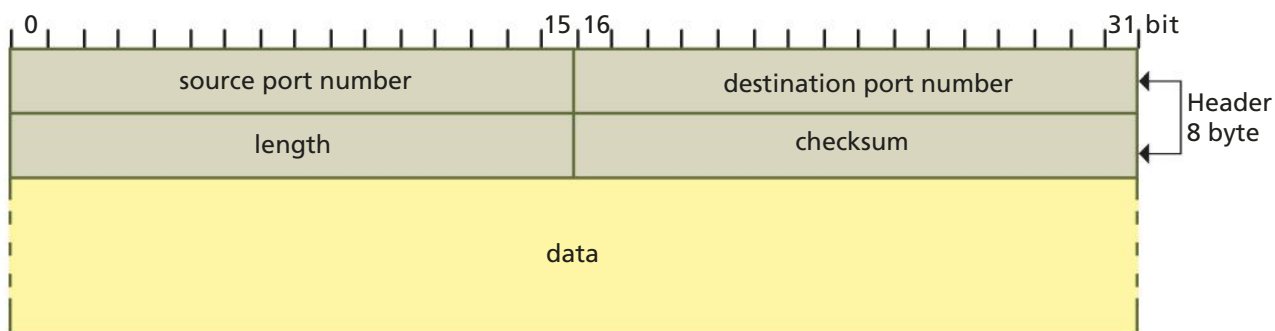 0 15 16 31 bit
source port number destination port number
Header
8 byte
length checksum
data